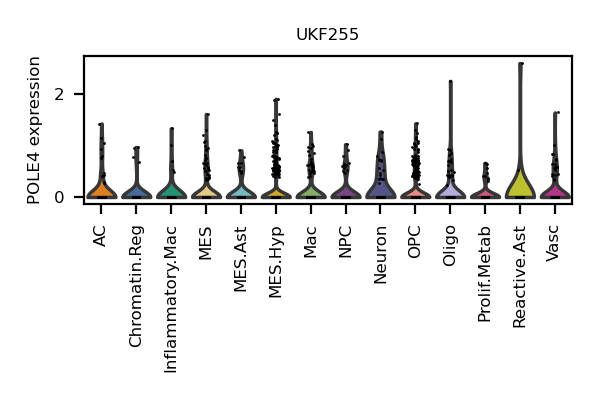 UKF255
POLE4 expression
2
0
AC
Chromatin.Reg
Inflammatory.Mac
MES
MES.Ast
MES.Hyp
Mac
NPC
Neuron
OPC
Oligo
Prolif.Metab
Reactive.Ast
Vasc